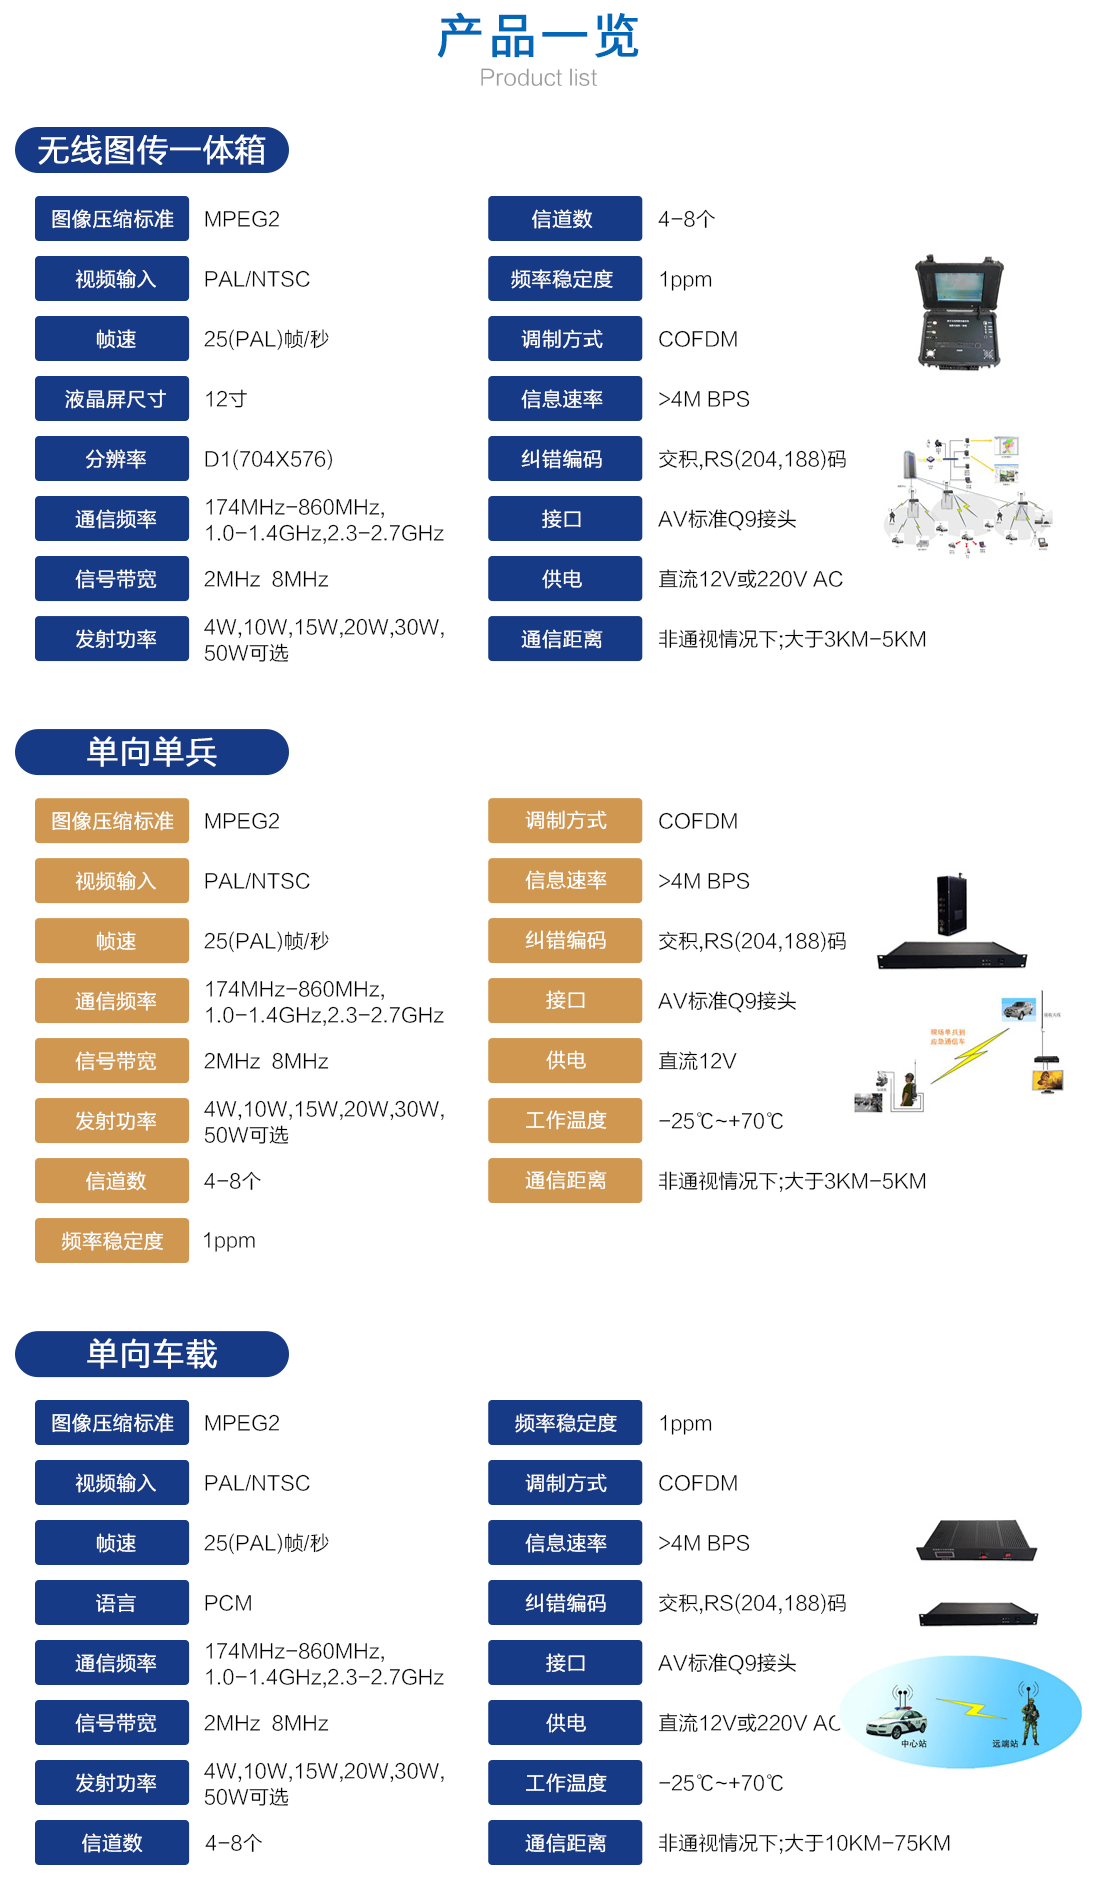 产品一览
Product list
无线图传一体箱
图像压缩标准 MPEG2 信道数 4-8个
视频输入 PAL/NTSC 频率稳定度 1ppm
帧速 25(PAL)帧/秒 调制方式 COFDM
液晶屏尺寸 12寸 信息速率 >4M BPS
分辨率 D1(704X576) 纠错编码 交积,RS(204,188)码
通信频率 174MHz-860MHz,
1.0-1.4GHz,2.3-2.7GHz 接口 AV标准Q9接头
信号带宽 2MHz 8MHz 供电 直流12V或220V AC
发射功率 4W,10W,15W,20W,30W,
50W可选 通信距离 非通视情况下;大于3KM-5KM
单向单兵
图像压缩标准 MPEG2 调制方式 COFDM
视频输入 PAL/NTSC 信息速率 >4M BPS
帧速 25(PAL)帧/秒 纠错编码 交积,RS(204,188)码
通信频率 174MHz-860MHz,
1.0-1.4GHz,2.3-2.7GHz 接口 AV标准Q9接头
信号带宽 2MHz 8MHz 供电 直流12V
发射功率 4W,10W,15W,20W,30W,
50W可选 工作温度 -25℃~+70℃
信道数 4-8个 通信距离 非通视情况下;大于3KM-5KM
频率稳定度 1ppm
现场单兵到
应急通信车
单向车载
图像压缩标准 MPEG2 频率稳定度 1ppm
视频输入 PAL/NTSC 调制方式 COFDM
帧速 25(PAL)帧/秒 信息速率 >4M BPS
语言 PCM 纠错编码 交积,RS(204,188)码
通信频率 174MHz-860MHz,
1.0-1.4GHz,2.3-2.7GHz 接口 AV标准Q9接头
信号带宽 2MHz 8MHz 供电 直流12V或220V AC
发射功率 4W,10W,15W,20W,30W,
50W可选 工作温度 -25℃~+70℃
信道数 4-8个 通信距离 非通视情况下;大于10KM-75KM
中心站 远端站